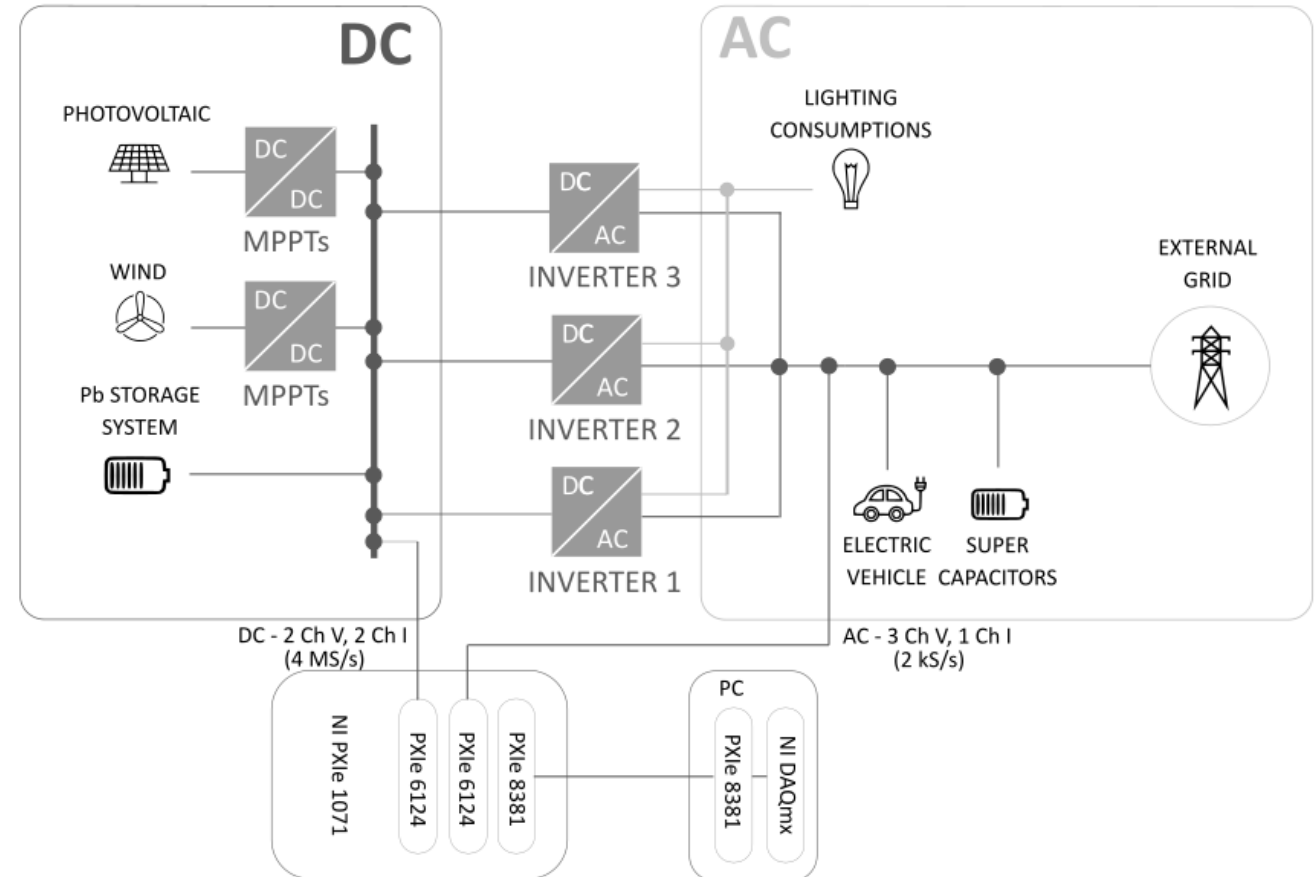 DC
AC
PHOTOVOLTAIC
DC
DC
MPPTs
WIND
DC
DC
MPPTs
Pb STORAGE
SYSTEM
DC
AC
INVERTER 3
DC
AC
INVERTER 2
DC
AC
INVERTER 1
LIGHTING
CONSUMPTIONS
EXTERNAL
GRID
ELECTRIC
VEHICLE
SUPER
CAPACITORS
DC - 2 Ch V, 2 Ch I
(4 MS/s)
AC - 3 Ch V, 1 Ch I
(2 kS/s)
NI PXIe 1071
PXIe 6124
PXIe 6124
PXIe 8381
PC
PXIe 8381
NI DAQmx